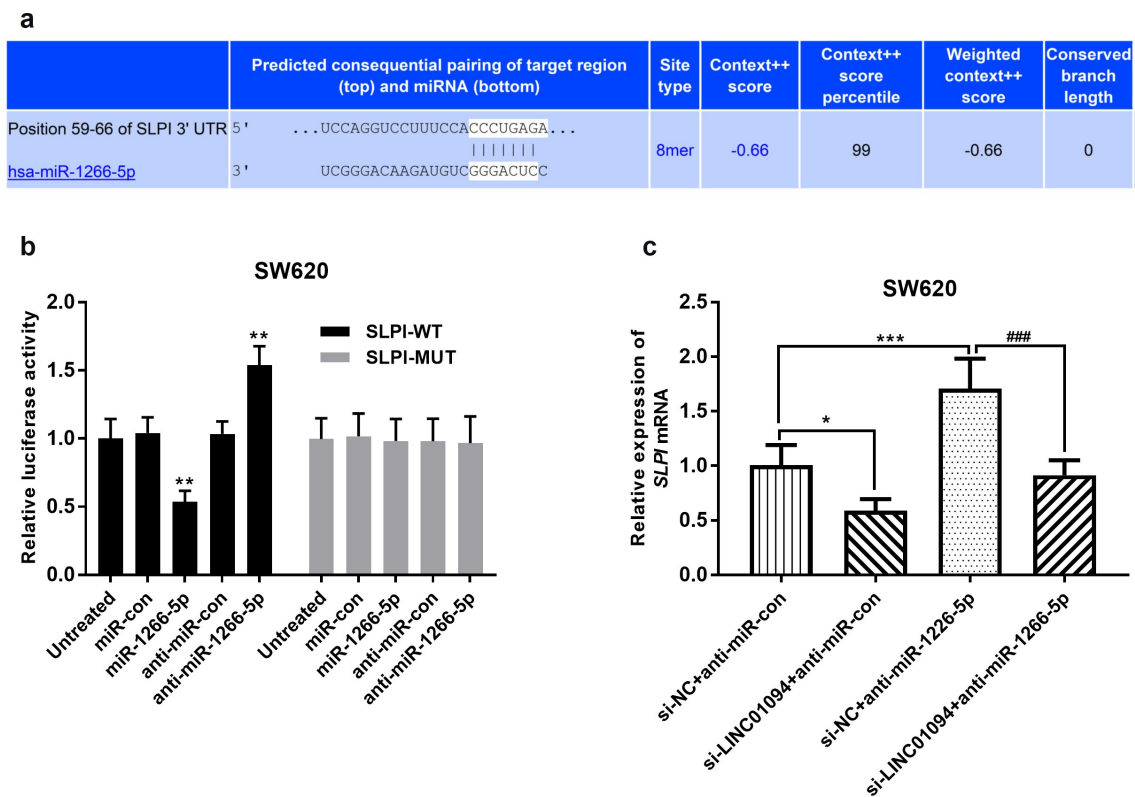 a
Predicted consequential pairing of target region
(top) and miRNA (bottom)
Site
type
Context++
score
Context++
score
percentile
Weighted
context++
score
Conserved
branch
length
Position 59-66 of SLPI 3' UTR 5' ...UCCAGGUCCUUUCCACCCUGAGA...
hsa-miR-1266-5p 3' UCGGGACAAGAUGUCGGGACUCC
8mer
-0.66
99
-0.66
0
b
SW620
Relative luciferase activity
2.0
1.5
1.0
0.5
0.0
SLPI-WT
SLPI-MUT
**
**
Untreated
miR-con
miR-1266-5p
anti-miR-con
anti-miR-1266-5p
Untreated
miR-con
miR-1266-5p
anti-miR-con
anti-miR-1266-5p
c
SW620
Relative expression of
SLPI mRNA
2.5
2.0
1.5
1.0
0.5
0.0
***
###
*
si-NC+anti-miR-con
si-LINC01094+anti-miR-con
si-NC+anti-miR-1226-5p
si-LINC01094+anti-miR-1266-5p